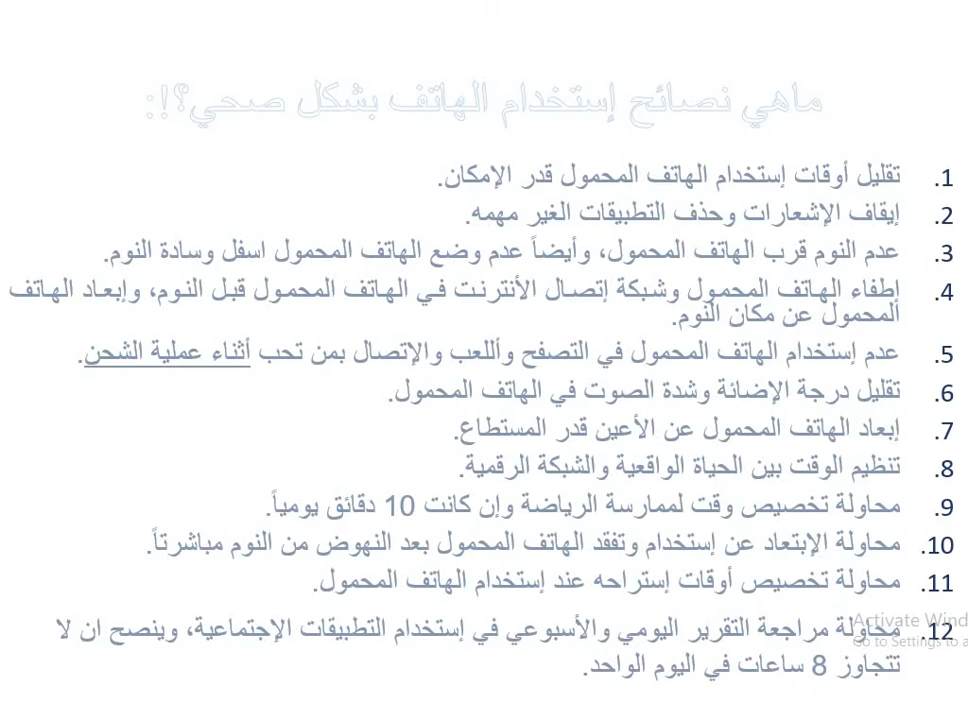 ماهي نصائح إستخدام الهاتف بشكل صحي؟!:
1. تقليل أوقات إستخدام الهاتف المحمول قدر الإمكان.
2. إيقاف الإشعارات وحذف التطبيقات الغير مهمه.
3. عدم النوم قرب الهاتف المحمول، وأيضاً عدم وضع الهاتف المحمول اسفل وسادة النوم.
4. إطفاء الهاتف المحمول وشبكة إتصال الأنترنت في الهاتف المحمول قبل النوم، وإبعاد الهاتف
المحمول عن مكان النوم.
5. عدم إستخدام الهاتف المحمول في التصفح وأللعب والإتصال بمن تحب أثناء عملية الشحن.
6. تقليل درجة الإضائة وشدة الصوت في الهاتف المحمول.
7. إبعاد الهاتف المحمول عن الأعين قدر المستطاع.
8. تنظيم الوقت بين الحياة الواقعية والشبكة الرقمية.
9. محاولة تخصيص وقت لممارسة الرياضة وإن كانت 10 دقائق يومياً.
10. محاولة الإبتعاد عن إستخدام وتفقد الهاتف المحمول بعد النهوض من النوم مباشرتاً.
11. محاولة تخصيص أوقات إستراحه عند إستخدام الهاتف المحمول.
12. محاولة مراجعة التقرير اليومي والأسبوعي في إستخدام التطبيقات الإجتماعية، وينصح ان لا
تتجاوز 8 ساعات في اليوم الواحد.
Activate Wind
Go to Settings to a